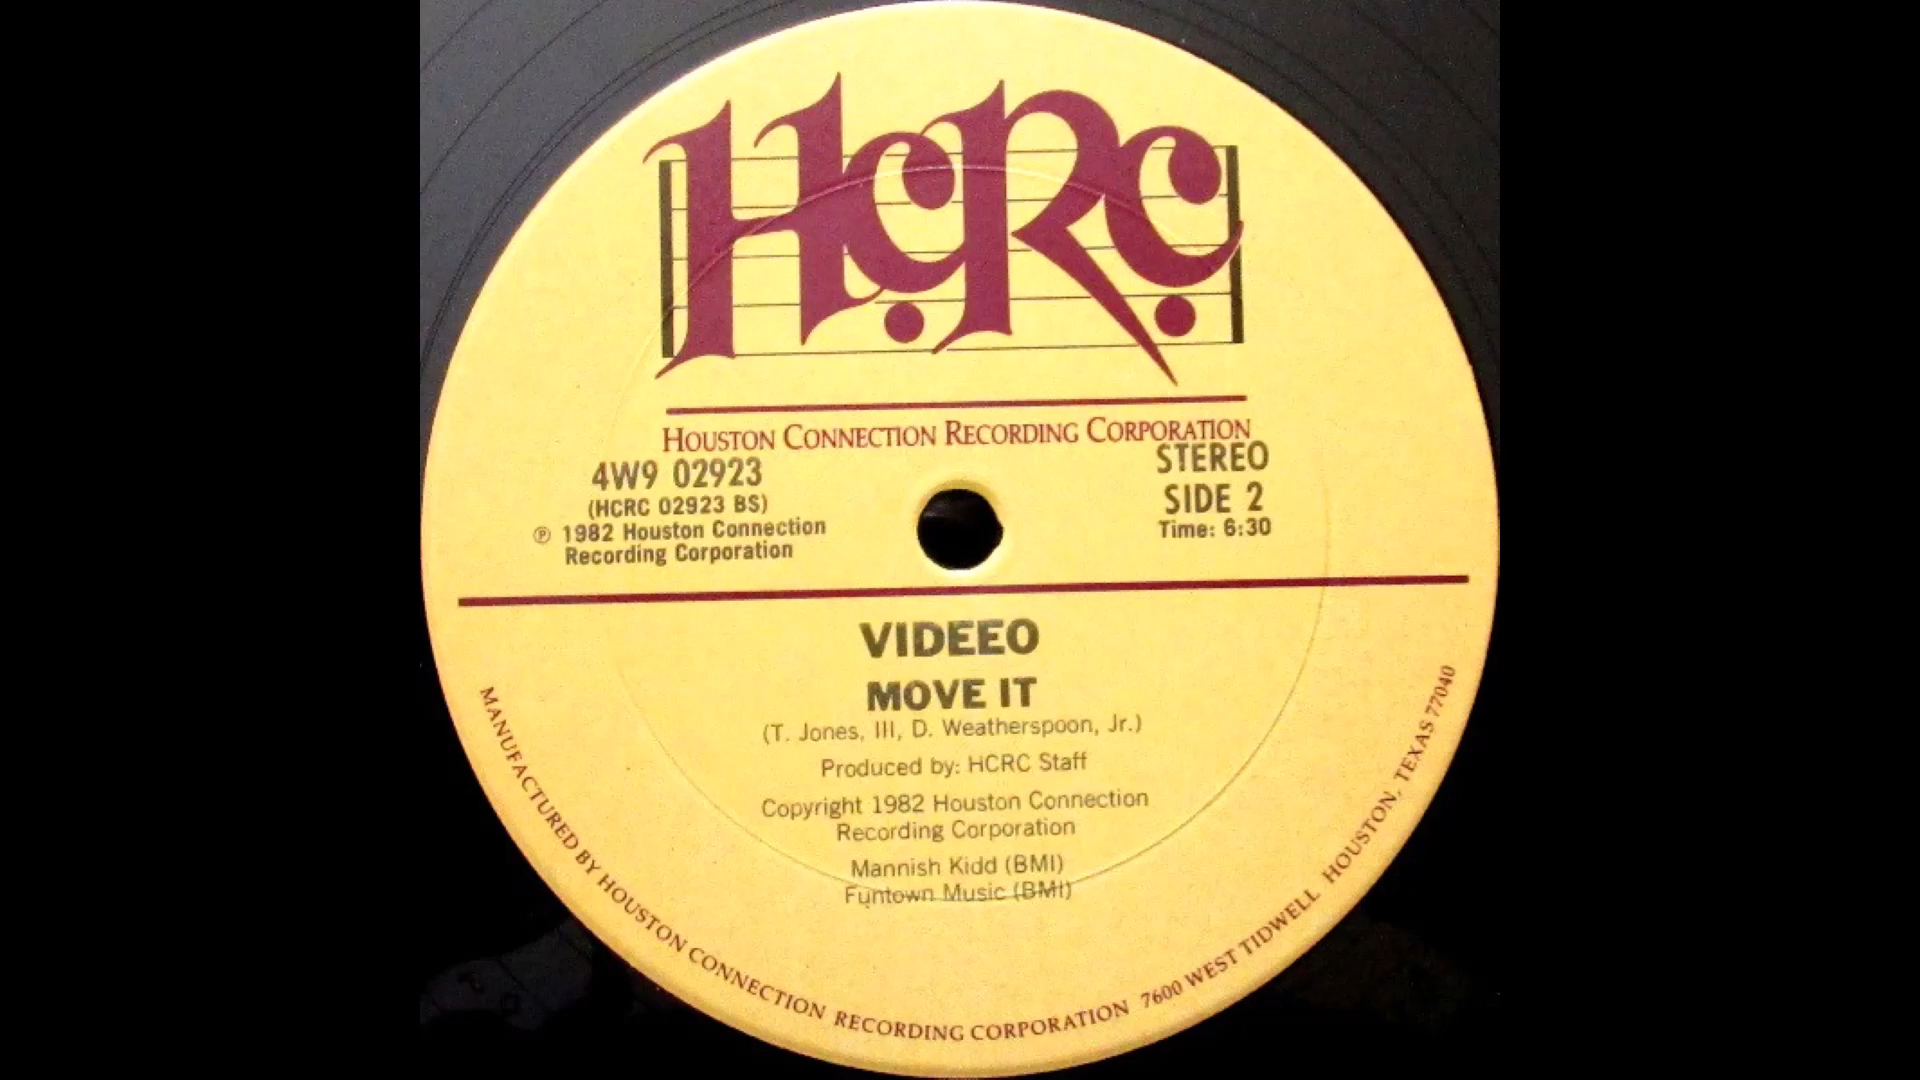 HCRC
HOUSTON CONNECTION RECORDING CORPORATION
4W9 02923
(HCRC 02923 BS)
℗ 1982 Houston Connection
Recording Corporation
STEREO
SIDE 2
Time: 6:30
VIDEEO
MOVE IT
(T. Jones, III, D. Weatherspoon, Jr.)
Produced by: HCRC Staff
Copyright 1982 Houston Connection
Recording Corporation
Mannish Kidd (BMI)
Funtown Music (BMI)
MANUFACTURED BY HOUSTON CONNECTION RECORDING CORPORATION 7600 WEST TIDWELL HOUSTON, TEXAS 77040